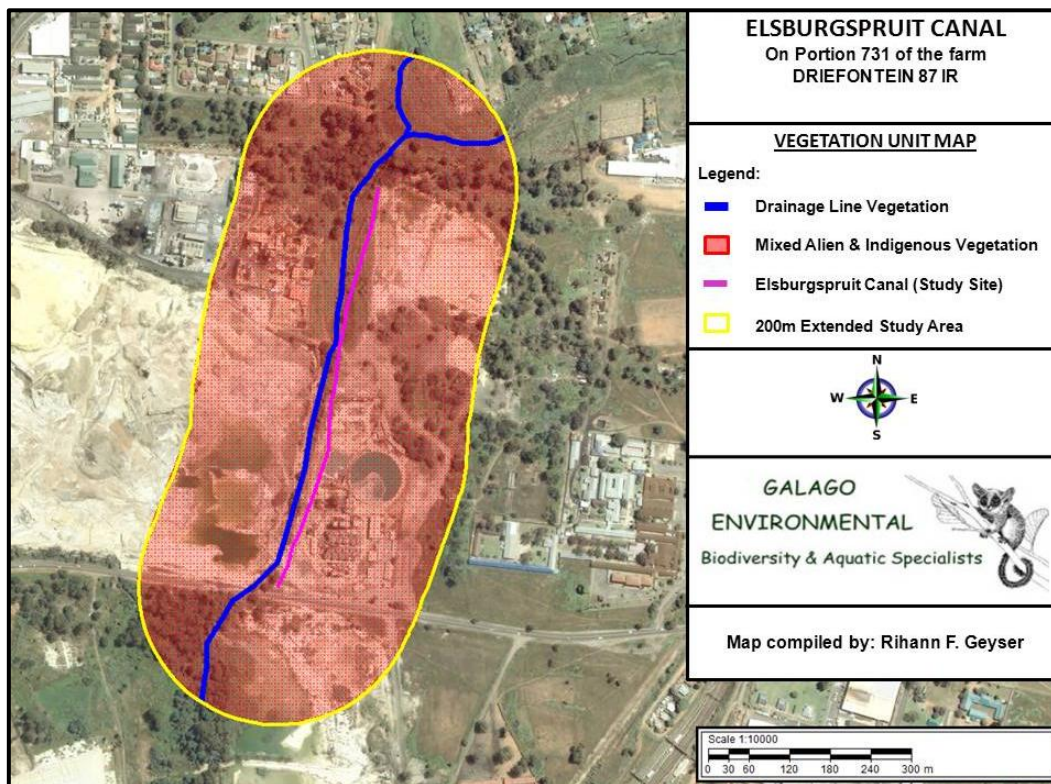 ELSBURGSPRUIT CANAL
On Portion 731 of the farm
DRIEFONTEIN 87 IR
VEGETATION UNIT MAP
Legend:
Drainage Line Vegetation
Mixed Alien & Indigenous Vegetation
Elsburgspruit Canal (Study Site)
200m Extended Study Area
N
W E
S
GALAGO
ENVIRONMENTAL
Biodiversity & Aquatic Specialists
Map compiled by: Rihann F. Geyser
Scale 1:10000
0 30 60 120 180 240 300 m